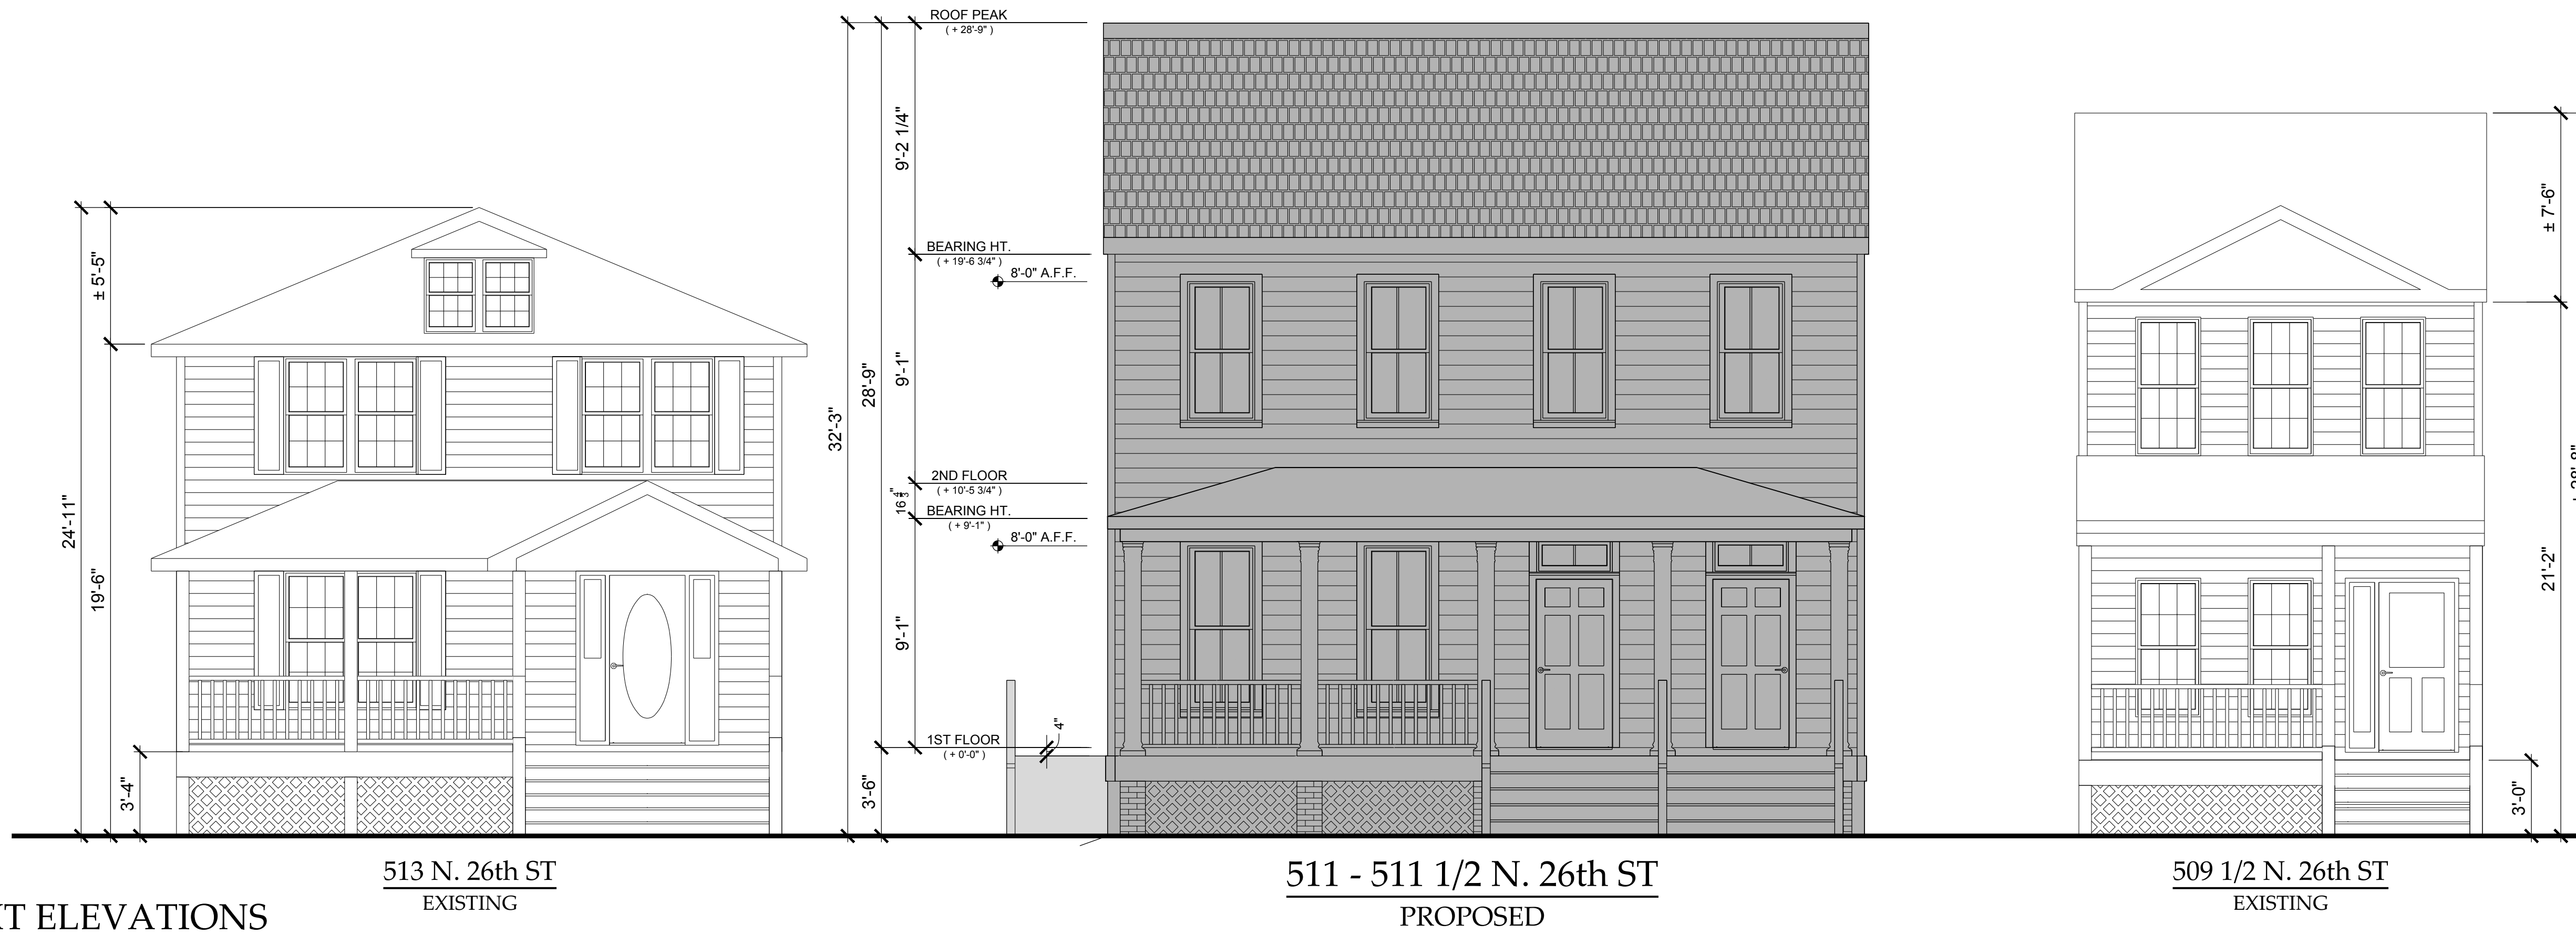 ROOF PEAK
( + 28'-9" )
9'-2 1/4"
BEARING HT.
( + 19'-6 3/4" )
8'-0" A.F.F.
9'-1"
28'-9"
32'-3"
2ND FLOOR
( + 10'-5 3/4" )
16 3/4"
BEARING HT.
( + 9'-1" )
8'-0" A.F.F.
9'-1"
1ST FLOOR
( + 0'-0" )
4"
3'-6"
± 5'-5"
24'-11"
19'-6"
3'-4"
± 7'-6"
21'-2"
3'-0"
513 N. 26th ST
EXISTING
511 - 511 1/2 N. 26th ST
PROPOSED
509 1/2 N. 26th ST
EXISTING
ELEVATIONS